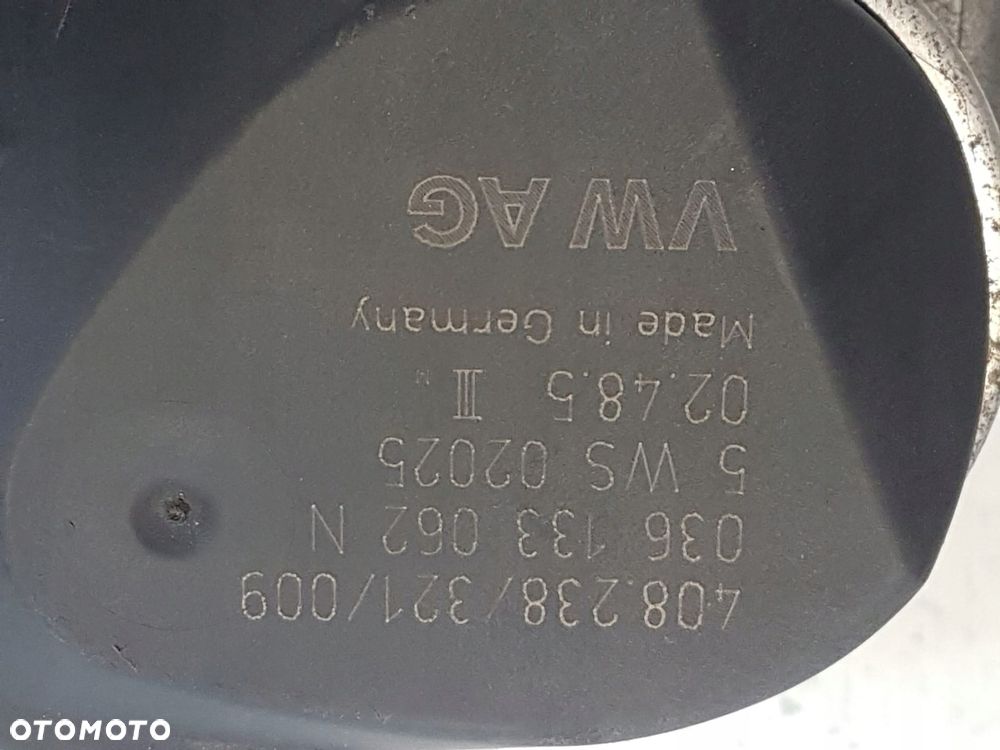 408.238/321/009
036 133 062 N
5 WS 02025
02.48.5 III
Made in Germany
VW AG
OTOMOTO